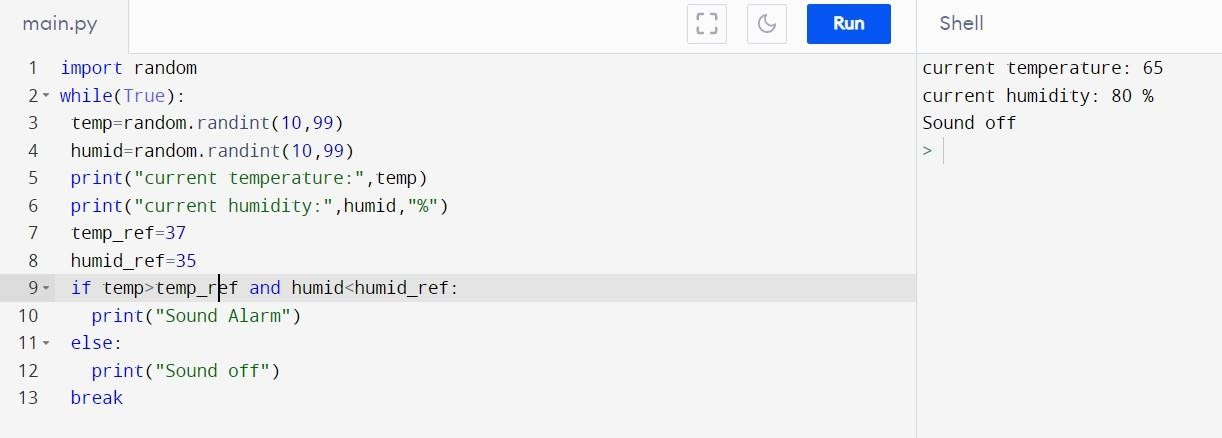 main.py Run Shell
1 import random
2 while(True):
3 temp=random.randint(10,99)
4 humid=random.randint(10,99)
5 print("current temperature:",temp)
6 print("current humidity:",humid,"%")
7 temp_ref=37
8 humid_ref=35
9 if temp>temp_ref and humid<humid_ref:
10 print("Sound Alarm")
11 else:
12 print("Sound off")
13 break
current temperature: 65
current humidity: 80 %
Sound off
>